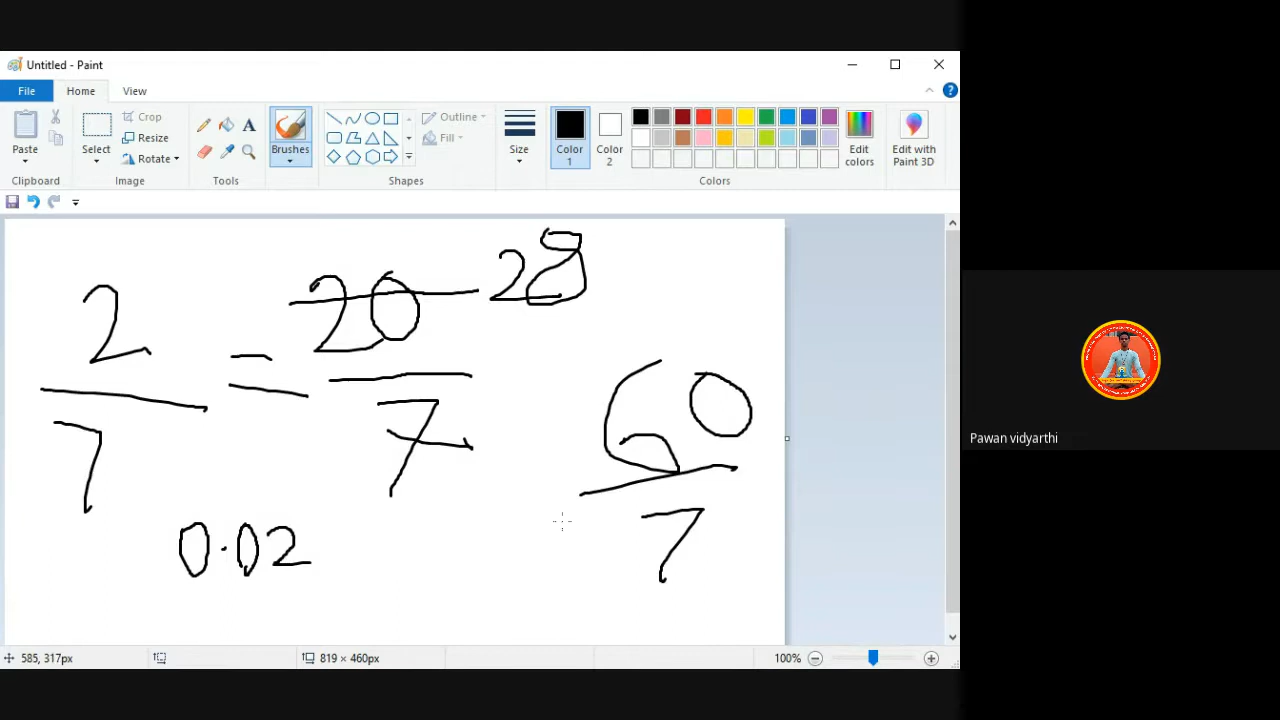 Untitled - Paint
File Home View
Paste
Select
Crop
Resize
Rotate
Brushes
Outline
Fill
Size
Color 1
Color 2
Edit colors
Edit with Paint 3D
Clipboard
Image
Tools
Shapes
Colors
2/7 = 20/7 28
60/7
0.02
585, 317px
819 × 460px
100%
Pawan vidyarthi